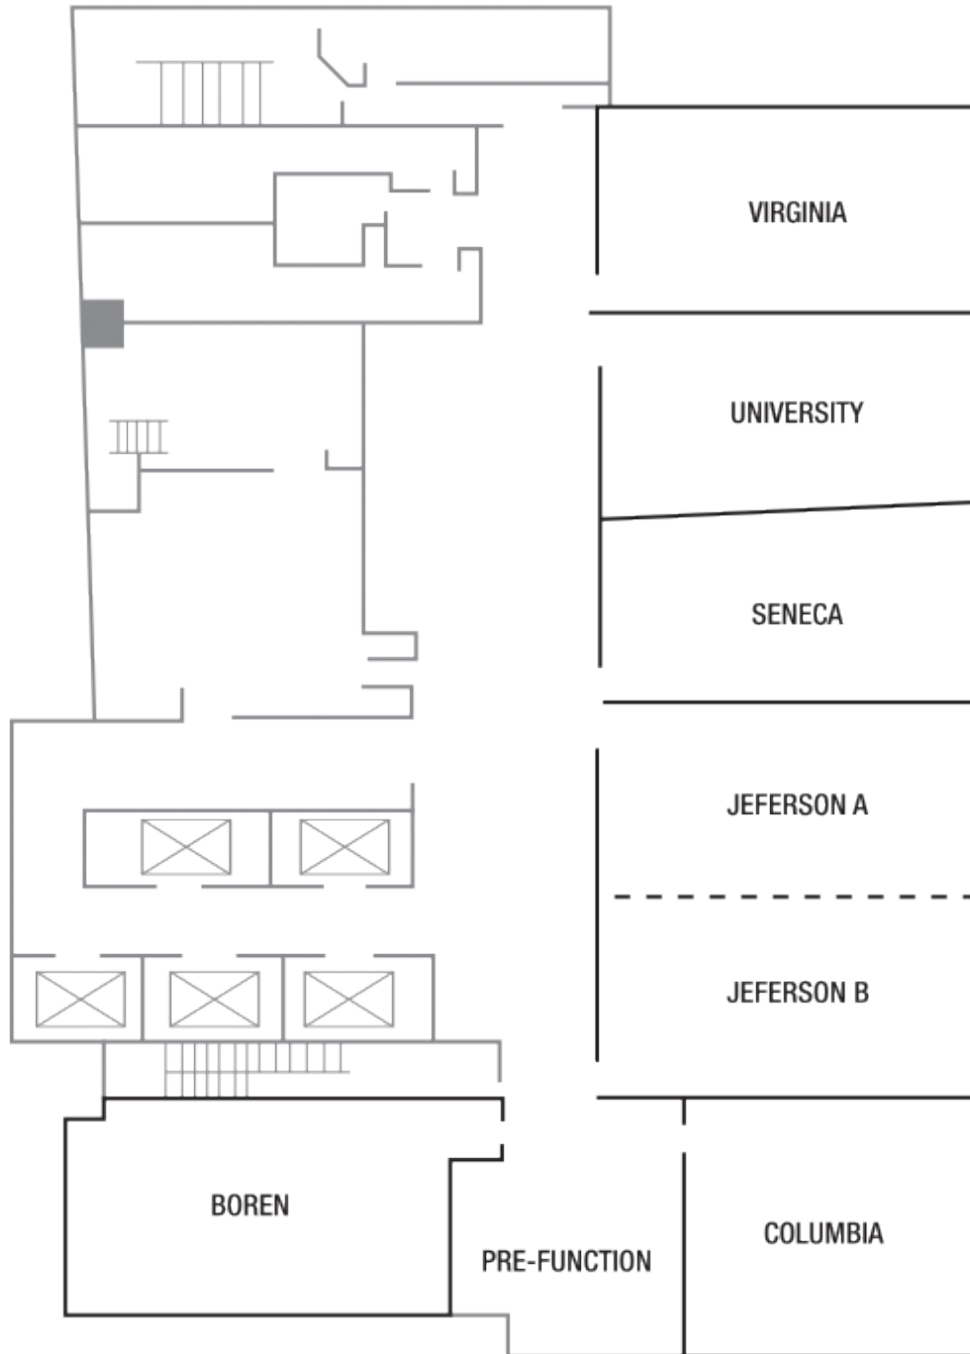 VIRGINIA
UNIVERSITY
SENECA
JEFERSON A
JEFERSON B
BOREN
PRE-FUNCTION
COLUMBIA